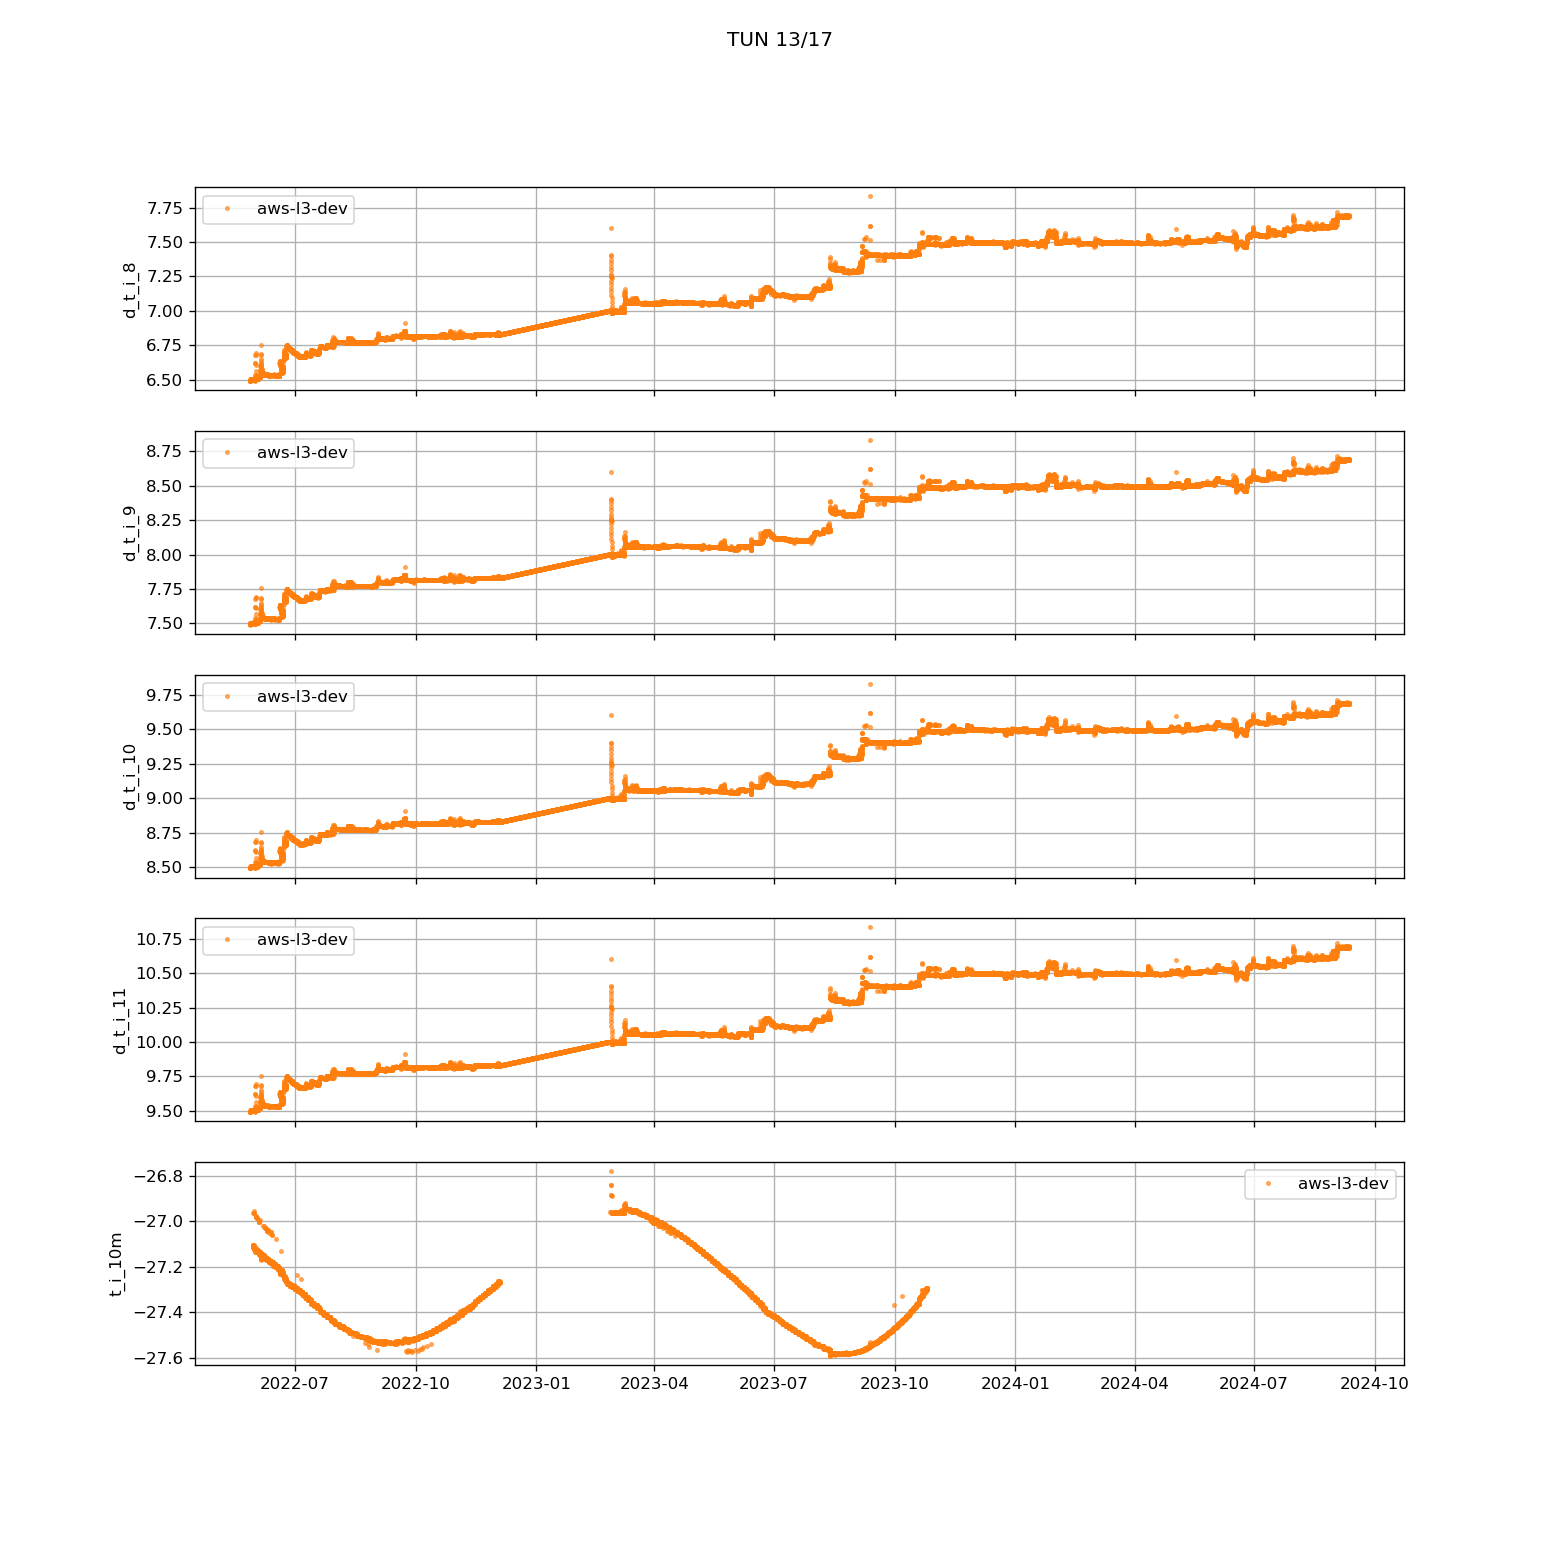 TUN 13/17
aws-l3-dev
d_t_i_8
7.75
7.50
7.25
7.00
6.75
6.50
aws-l3-dev
d_t_i_9
8.75
8.50
8.25
8.00
7.75
7.50
aws-l3-dev
d_t_i_10
9.75
9.50
9.25
9.00
8.75
8.50
aws-l3-dev
d_t_i_11
10.75
10.50
10.25
10.00
9.75
9.50
aws-l3-dev
t_i_10m
−26.8
−27.0
−27.2
−27.4
−27.6
2022-07 2022-10 2023-01 2023-04 2023-07 2023-10 2024-01 2024-04 2024-07 2024-10